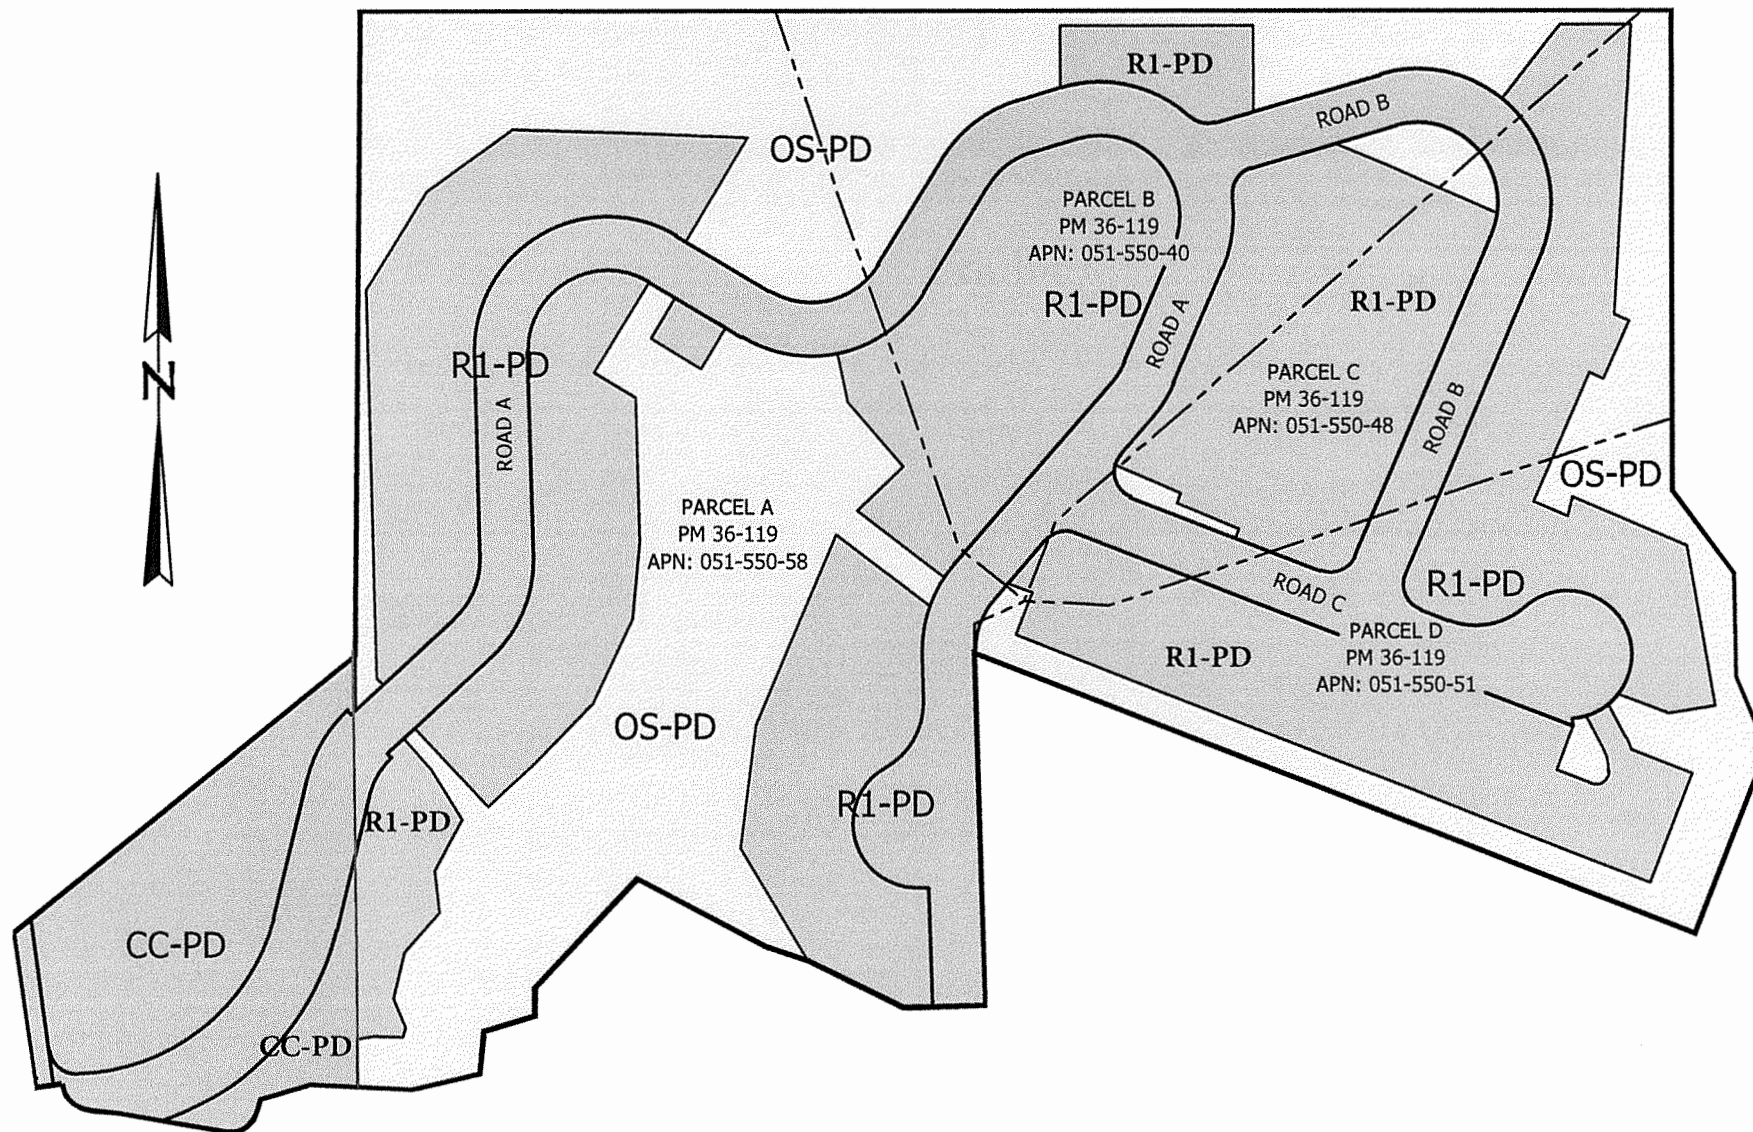 R1-PD
ROAD B
OS-PD
PARCEL B
PM 36-119
APN: 051-550-40
R1-PD
R1-PD
ROAD A
N
R1-PD
ROAD A
PARCEL C
PM 36-119
APN: 051-550-48
ROAD B
OS-PD
PARCEL A
PM 36-119
APN: 051-550-58
ROAD C
R1-PD
PARCEL D
PM 36-119
APN: 051-550-51
R1-PD
OS-PD
R1-PD
R1-PD
CC-PD
CC-PD